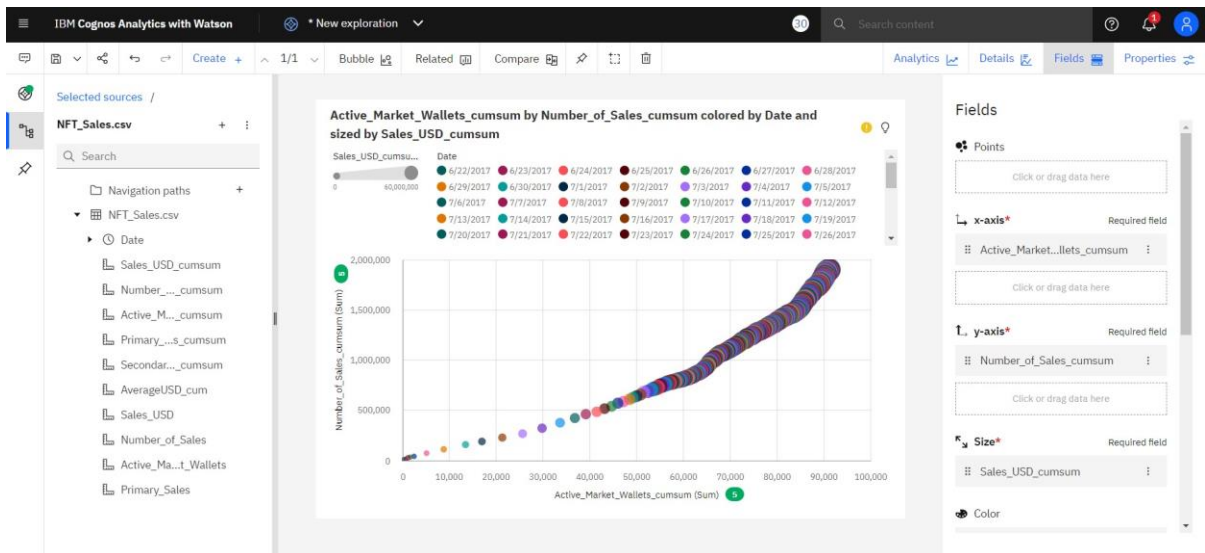 IBM Cognos Analytics with Watson
* New exploration
30
Search content
1
Create +
1/1
Bubble
Related
Compare
Analytics
Details
Fields
Properties
Selected sources /
NFT_Sales.csv
Search
Navigation paths
NFT_Sales.csv
Date
Sales_USD_cumsum
Number_..._cumsum
Active_M..._cumsum
Primary_...s_cumsum
Secondar..._cumsum
AverageUSD_cum
Sales_USD
Number_of_Sales
Active_Ma...t_Wallets
Primary_Sales
Active_Market_Wallets_cumsum by Number_of_Sales_cumsum colored by Date and
sized by Sales_USD_cumsum
Sales_USD_cumsu...
0 60,000,000
Date
6/22/2017 6/23/2017 6/24/2017 6/25/2017 6/26/2017 6/27/2017 6/28/2017
6/29/2017 6/30/2017 7/1/2017 7/2/2017 7/3/2017 7/4/2017 7/5/2017
7/6/2017 7/7/2017 7/8/2017 7/9/2017 7/10/2017 7/11/2017 7/12/2017
7/13/2017 7/14/2017 7/15/2017 7/16/2017 7/17/2017 7/18/2017 7/19/2017
7/20/2017 7/21/2017 7/22/2017 7/23/2017 7/24/2017 7/25/2017 7/26/2017
Number_of_Sales_cumsum (Sum)
5
2,000,000
1,500,000
1,000,000
500,000
0
0 10,000 20,000 30,000 40,000 50,000 60,000 70,000 80,000 90,000 100,000
Active_Market_Wallets_cumsum (Sum) 5
Fields
Points
Click or drag data here
x-axis* Required field
Active_Market...llets_cumsum
Click or drag data here
y-axis* Required field
Number_of_Sales_cumsum
Click or drag data here
Size* Required field
Sales_USD_cumsum
Color